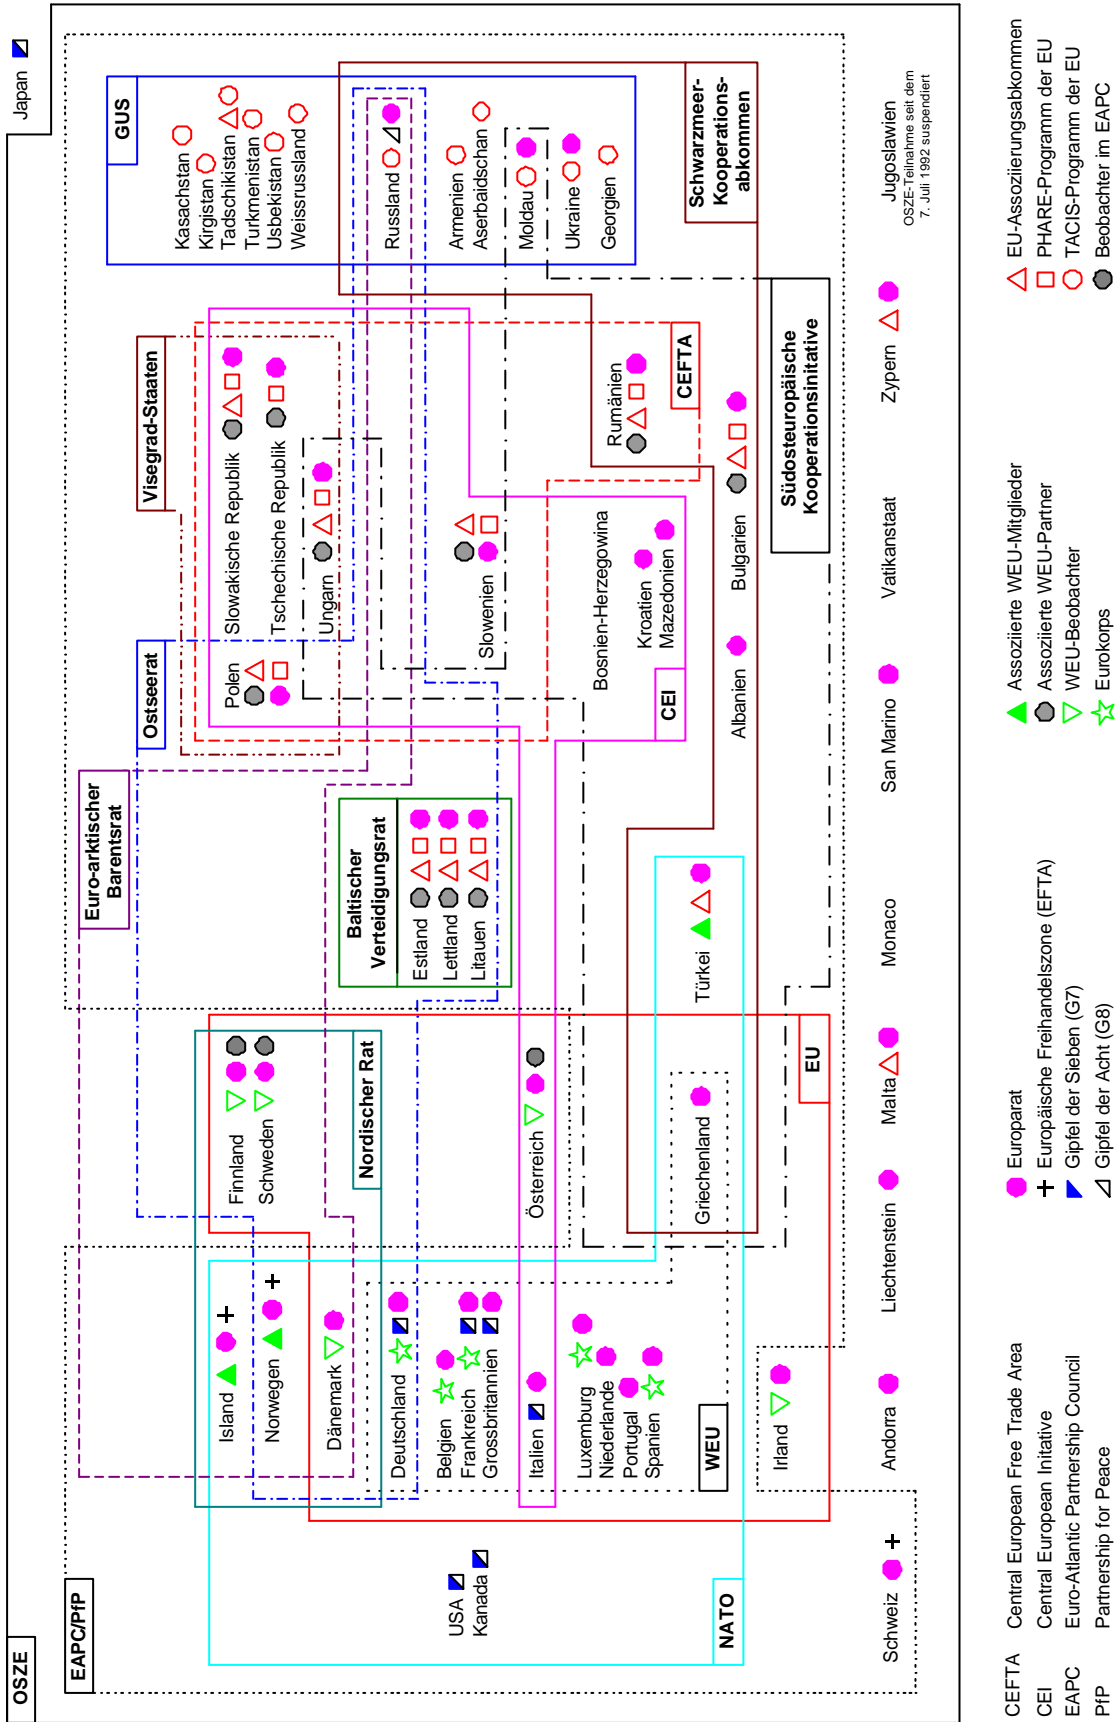 OSZE
Japan
EAPC/PfP
Euro-arktischer
Barentsrat
Ostseerat
Visegrad-Staaten
GUS
Kasachstan
Kirgistan
Tadschikistan
Turkmenistan
Usbekistan
Weissrussland
Russland
Armenien
Aserbaidschan
Moldau
Ukraine
Georgien
Slowakische Republik
Tschechische Republik
Ungarn
Polen
Slowenien
Finnland
Schweden
Nordischer Rat
Island
Norwegen
Dänemark
Baltischer
Verteidigungsrat
Estland
Lettland
Litauen
Deutschland
Belgien
Frankreich
Grossbritannien
Italien
Luxemburg
Niederlande
Portugal
Spanien
WEU
USA
Kanada
NATO
Österreich
Griechenland
Türkei
EU
Irland
Bosnien-Herzegowina
Kroatien
Mazedonien
CEI
Albanien
Bulgarien
Rumänien
CEFTA
Schwarzmeer-
Kooperations-
abkommen
Südosteuropäische
Kooperationsinitiative
Schweiz
Andorra
Liechtenstein
Malta
Monaco
San Marino
Vatikanstaat
Zypern
Jugoslawien
OSZE-Teilnahme seit dem
7. Juli 1992 suspendiert
CEFTA Central European Free Trade Area
CEI Central European Initative
EAPC Euro-Atlantic Partnership Council
PfP Partnership for Peace
Europarat
Europäische Freihandelszone (EFTA)
Gipfel der Sieben (G7)
Gipfel der Acht (G8)
Assoziierte WEU-Mitglieder
Assoziierte WEU-Partner
WEU-Beobachter
Eurokorps
EU-Assoziierungsabkommen
PHARE-Programm der EU
TACIS-Programm der EU
Beobachter im EAPC